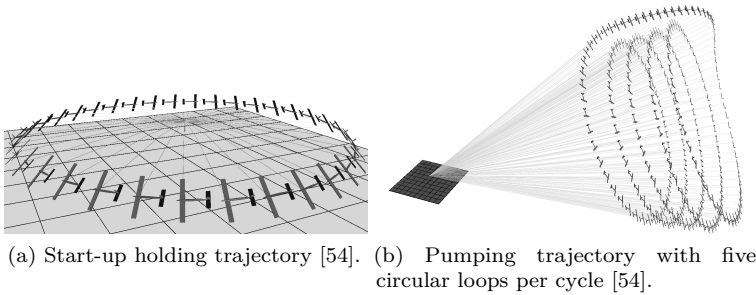 (a) Start-up holding trajectory [54].
(b) Pumping trajectory with five
circular loops per cycle [54].